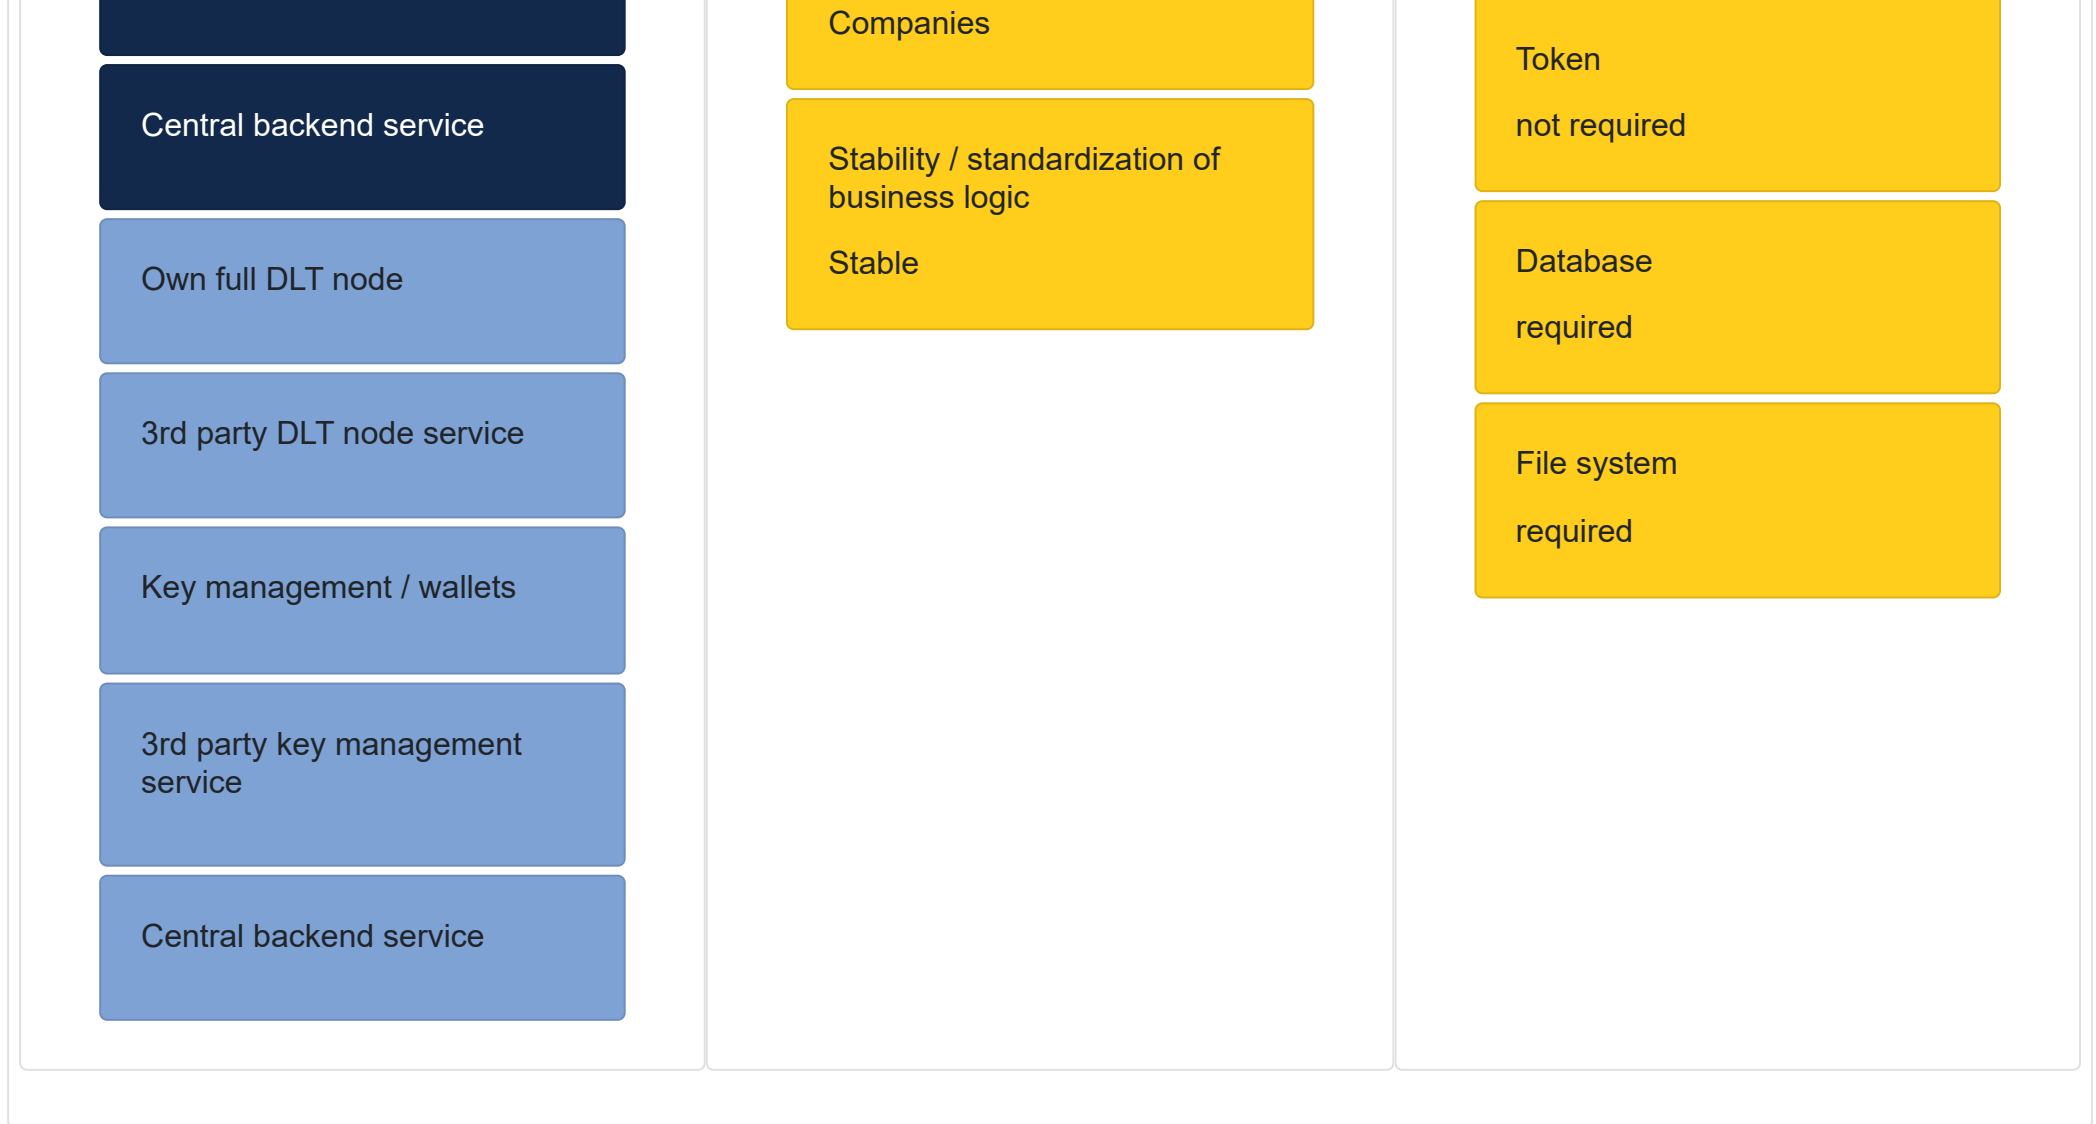 Central backend service
Own full DLT node
3rd party DLT node service
Key management / wallets
3rd party key management
service
Central backend service
Companies
Stability / standardization of
business logic
Stable
Token
not required
Database
required
File system
required